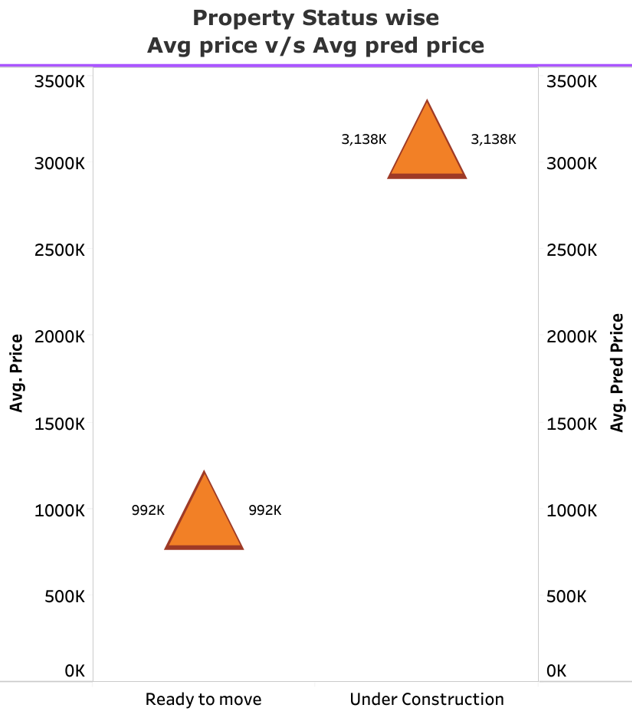 Property Status wise
Avg price v/s Avg pred price
3500K
3000K
2500K
2000K
1500K
1000K
500K
0K
Avg. Price
3,138K
3,138K
992K
992K
3500K
3000K
2500K
2000K
1500K
1000K
500K
0K
Avg. Pred Price
Ready to move
Under Construction